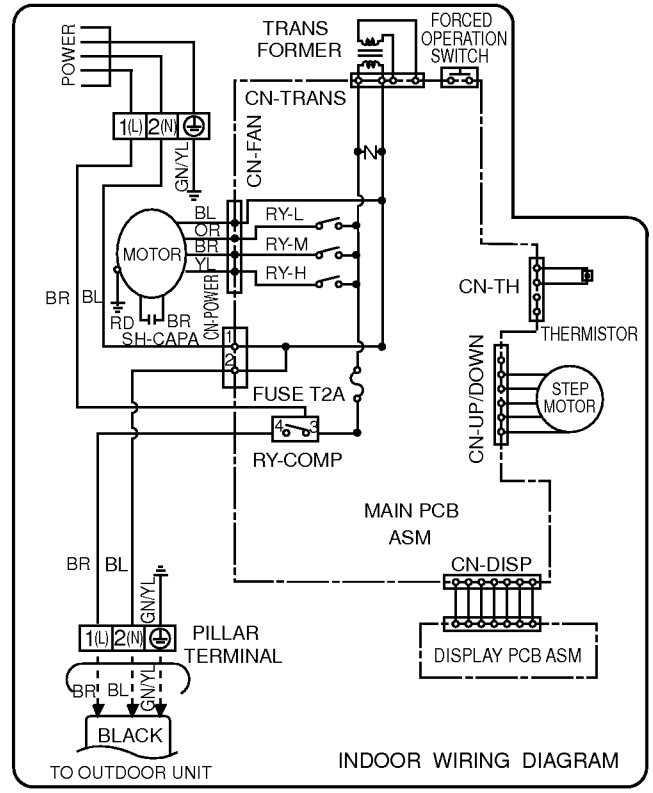 POWER
TRANS
FORMER
FORCED
OPERATION
SWITCH
CN-TRANS
1(L) 2(N)
GN/YL
CN-FAN
N
BL
OR
BR
YL
RY-L
RY-M
RY-H
MOTOR
RD
BR
SH-CAPA
BR
BL
CN-POWER
1
2
CN-TH
THERMISTOR
FUSE T2A
4 3
RY-COMP
CN-UP/DOWN
STEP
MOTOR
MAIN PCB
ASM
CN-DISP
DISPLAY PCB ASM
BR BL GN/YL
1(L) 2(N)
PILLAR
TERMINAL
BR BL GN/YL
BLACK
TO OUTDOOR UNIT
INDOOR WIRING DIAGRAM